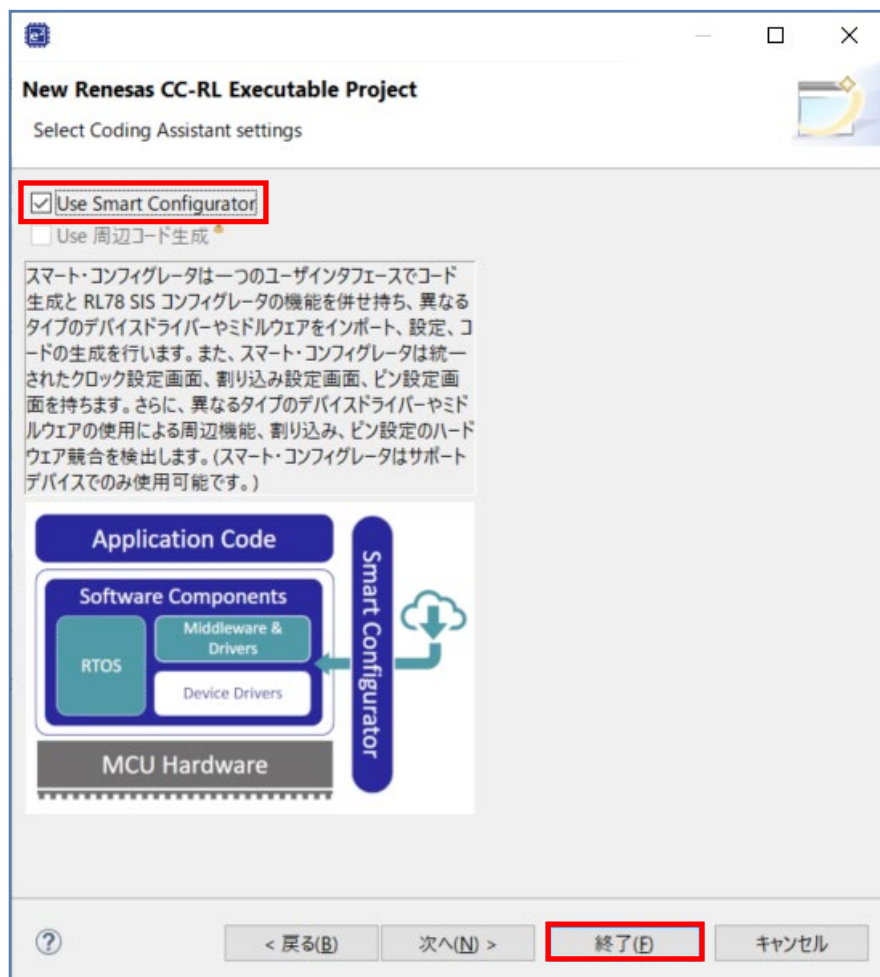 New Renesas CC-RL Executable Project
Select Coding Assistant settings
Use Smart Configurator
Use 周辺コード生成
スマート・コンフィグレータは一つのユーザインタフェースでコード
生成と RL78 SIS コンフィグレータの機能を併せ持ち、異なる
タイプのデバイスドライバーやミドルウェアをインポート、設定、コ
ードの生成を行います。また、スマート・コンフィグレータは統一
されたクロック設定画面、割り込み設定画面、ピン設定画
面を持ちます。さらに、異なるタイプのデバイスドライバーやミド
ルウェアの使用による周辺機能、割り込み、ピン設定のハード
ウェア競合を検出します。(スマート・コンフィグレータはサポート
デバイスでのみ使用可能です。)
Application Code
Software Components
RTOS
Middleware &
Drivers
Device Drivers
MCU Hardware
Smart Configurator
?
< 戻る(B)
次へ(N) >
終了(F)
キャンセル